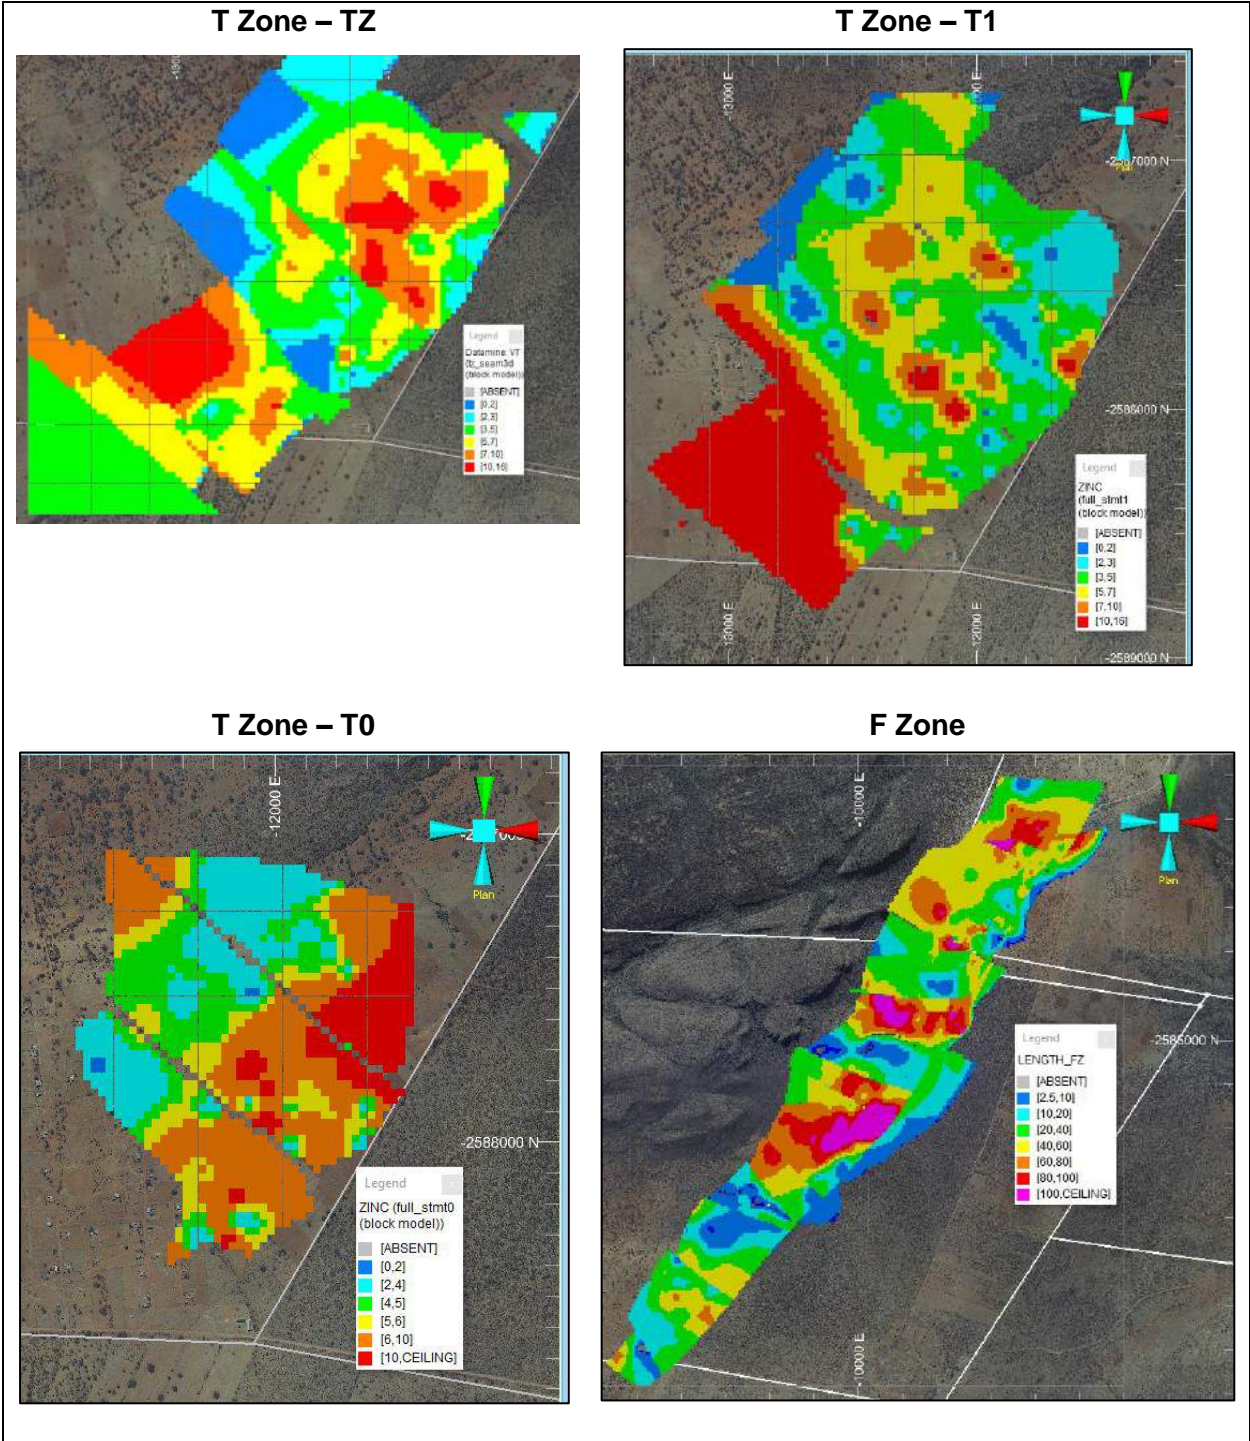 T Zone – TZ
T Zone – T1
Legend
Datamine VT
(tz_seam3d
(block model))
[ABSENT]
[0,2]
[2,3]
[3,5]
[5,7]
[7,10]
[10,16]
-13000 E
Plan
Legend
ZINC
(full_stmt1
(block model))
[ABSENT]
[0,2]
[2,3]
[3,5]
[5,7]
[7,10]
[10,16]
-2588000 N
-13000 E
-12000 E
-2589000 N
T Zone – T0
F Zone
-12000 E
Plan
-2588000 N
Legend
ZINC (full_stmt0
(block model))
[ABSENT]
[0,2]
[2,4]
[4,5]
[5,6]
[6,10]
[10,CEILING]
-10000 E
Plan
-2585000 N
Legend
LENGTH_FZ
[ABSENT]
[2.5,10]
[10,20]
[20,40]
[40,60]
[60,80]
[80,100]
[100,CEILING]
-10000 E